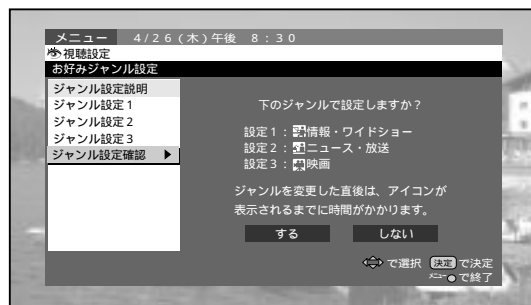 メニュー　4/26(木)午後　8:30
視聴設定
お好みジャンル設定
ジャンル設定説明
ジャンル設定1
ジャンル設定2
ジャンル設定3
ジャンル設定確認 ▶
下のジャンルで設定しますか？
設定1：情報・ワイドショー
設定2：ニュース・放送
設定3：映画
ジャンルを変更した直後は、アイコンが
表示されるまでに時間がかかります。
する　しない
で選択　決定で決定
メニューで終了